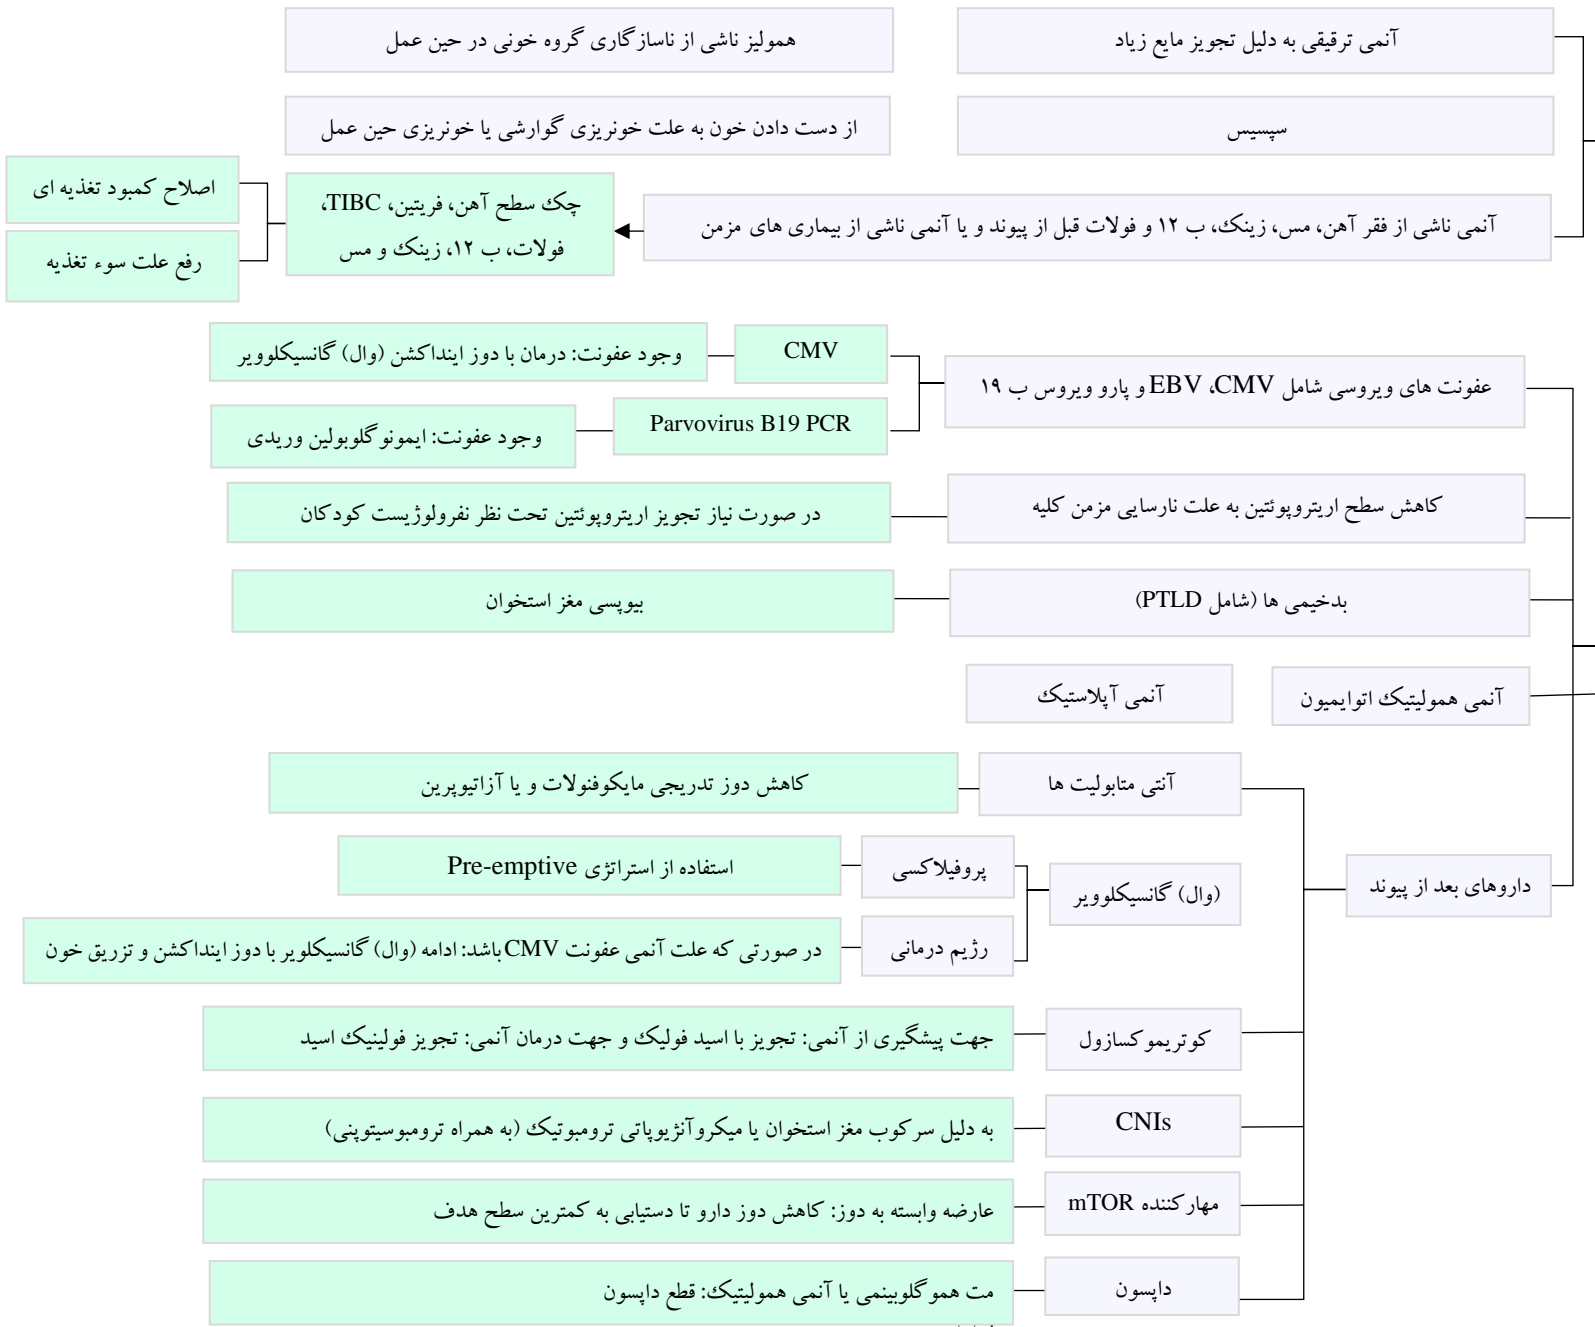 آنمی ترقیقی به دلیل تجویز مایع زیاد
همولیز ناشی از ناسازگاری گروه خونی در حین عمل
سپسیس
از دست دادن خون به علت خونریزی گوارشی یا خونریزی حین عمل
آنمی ناشی از فقر آهن، مس، زینک، ب ۱۲ و فولات قبل از پیوند و یا آنمی ناشی از بیماری های مزمن
چک سطح آهن، فریتین، TIBC،
فولات، ب ۱۲، زینک و مس
اصلاح کمبود تغذیه ای
رفع علت سوء تغذیه
عفونت های ویروسی شامل EBV ،CMV و پارو ویروس ب ۱۹
CMV
وجود عفونت: درمان با دوز اینداکشن (وال) گانسیکلوویر
Parvovirus B19 PCR
وجود عفونت: ایمونوگلوبولین وریدی
کاهش سطح اریتروپوئتین به علت نارسایی مزمن کلیه
در صورت نیاز تجویز اریتروپوئتین تحت نظر نفرولوژیست کودکان
بدخیمی ها (شامل PTLD)
بیوپسی مغز استخوان
آنمی همولیتیک اتوایمیون
آنمی آپلاستیک
داروهای بعد از پیوند
آنتی متابولیت ها
کاهش دوز تدریجی مایکوفنولات و یا آزاتیوپرین
(وال) گانسیکلوویر
پروفیلاکسی
استفاده از استراتژی Pre-emptive
رژیم درمانی
در صورتی که علت آنمی عفونت CMV باشد: ادامه (وال) گانسیکلویر با دوز اینداکشن و تزریق خون
کوتریموکسازول
جهت پیشگیری از آنمی: تجویز با اسید فولیک و جهت درمان آنمی: تجویز فولینیک اسید
CNIs
به دلیل سرکوب مغز استخوان یا میکروآنژیوپاتی ترومبوتیک (به همراه ترومبوسیتوپنی)
مهارکننده mTOR
عارضه وابسته به دوز: کاهش دوز دارو تا دستیابی به کمترین سطح هدف
داپسون
مت هموگلوبینمی یا آنمی همولیتیک: قطع داپسون